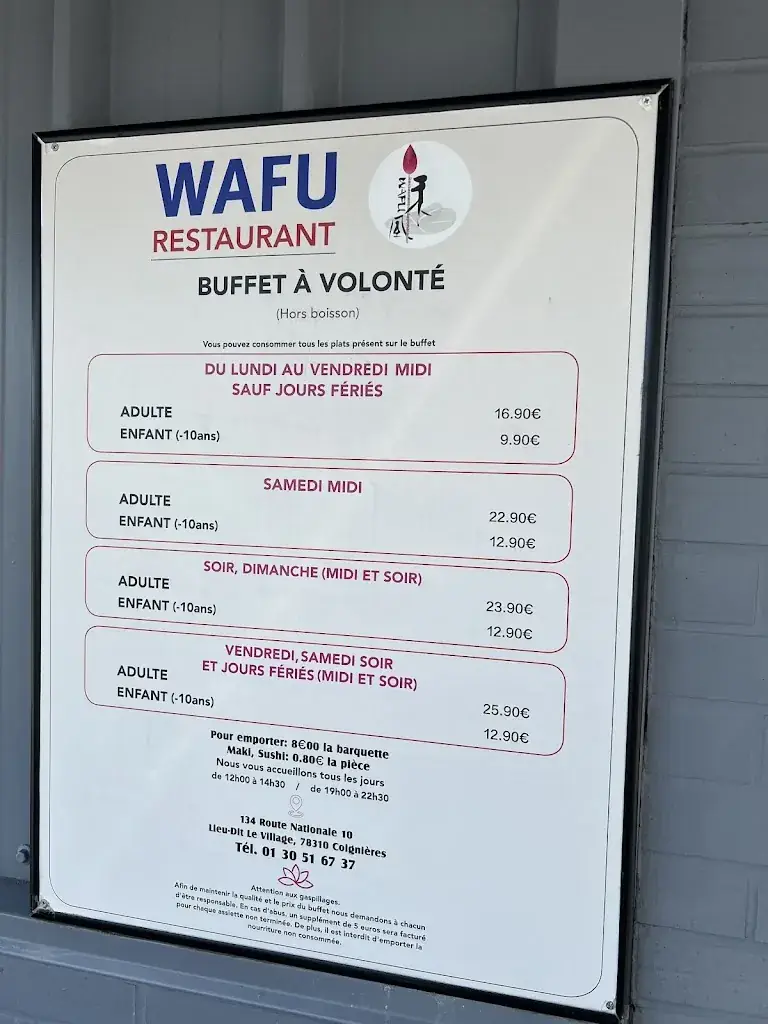 WAFU
RESTAURANT
WAFU
BUFFET À VOLONTÉ
(Hors boisson)
Vous pouvez consommer tous les plats présent sur le buffet
DU LUNDI AU VENDREDI MIDI
SAUF JOURS FÉRIÉS
ADULTE 16.90€
ENFANT (-10ans) 9.90€
SAMEDI MIDI
ADULTE 22.90€
ENFANT (-10ans) 12.90€
SOIR, DIMANCHE (MIDI ET SOIR)
ADULTE 23.90€
ENFANT (-10ans) 12.90€
VENDREDI, SAMEDI SOIR
ET JOURS FÉRIÉS (MIDI ET SOIR)
ADULTE 25.90€
ENFANT (-10ans) 12.90€
Pour emporter: 8€00 la barquette
Maki, Sushi: 0.80€ la pièce
Nous vous accueillons tous les jours
de 12h00 à 14h30 / de 19h00 à 22h30
134 Route Nationale 10
Lieu-Dit Le Village, 78310 Coignières
Tél. 01 30 51 67 37
Attention aux gaspillages.
Afin de maintenir la qualité et le prix du buffet nous demandons à chacun
d'être responsable. En cas d'abus, un supplément de 5 euros sera facturé
pour chaque assiette non terminée. De plus, il est interdit d'emporter la
nourriture non consommée.